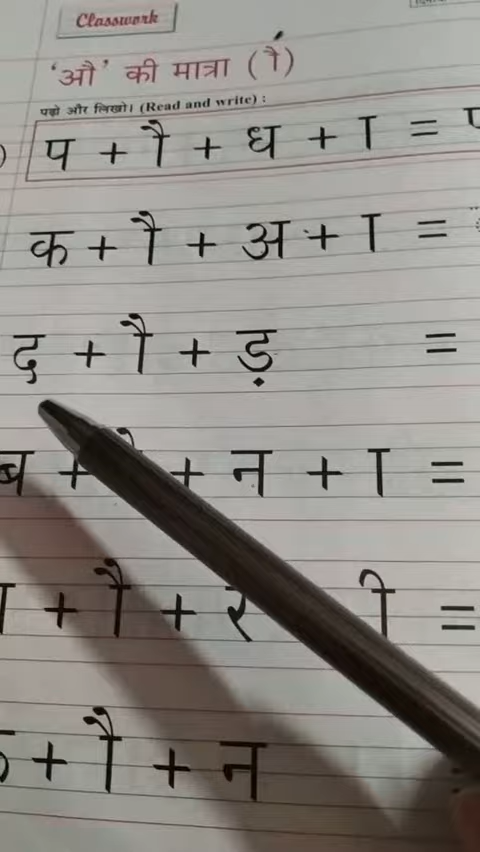 Classwork
'औ' की मात्रा (ौ)
पढ़ो और लिखो। (Read and write) :
प + ौ + ध + ा =
क + ौ + अ + ा =
द + ौ + ड़ =
ब + ौ + न + ा =
+ ौ + र ी =
+ ौ + न